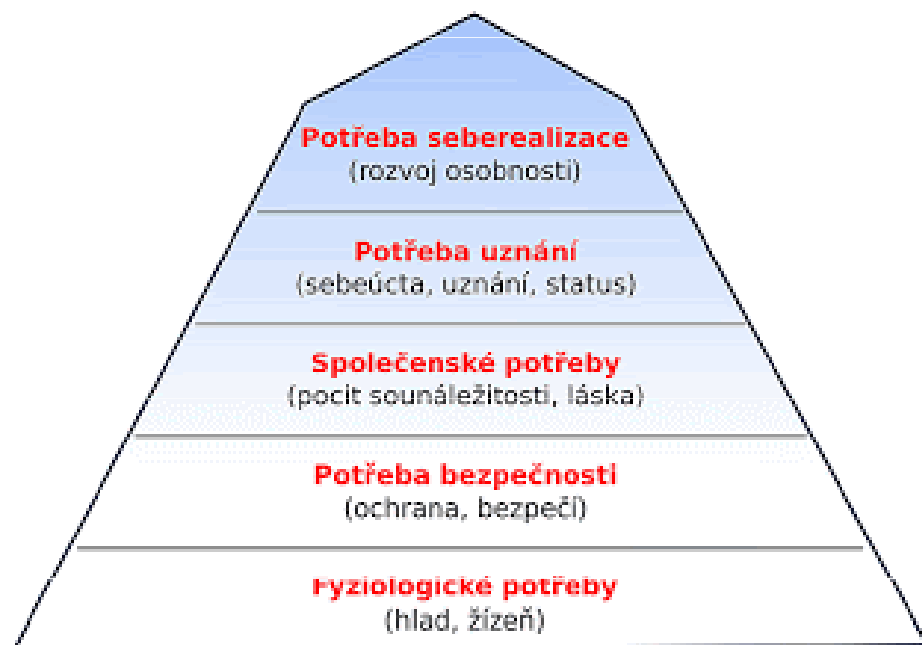 Potřeba seberealizace
(rozvoj osobnosti)
Potřeba uznání
(sebeúcta, uznání, status)
Společenské potřeby
(pocit sounáležitosti, láska)
Potřeba bezpečnosti
(ochrana, bezpečí)
Fyziologické potřeby
(hlad, žízeň)